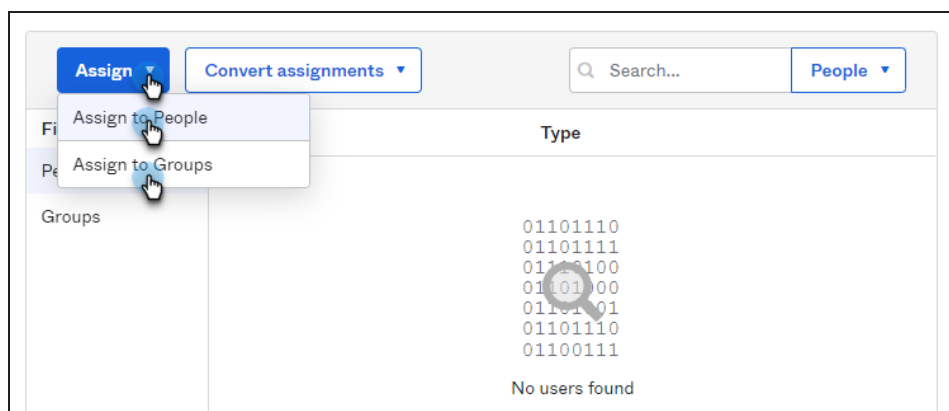 Assign
Convert assignments
Search...
People
Assign to People
Type
Assign to Groups
Groups
01101110
01101111
01101000
01101110
01100111
No users found